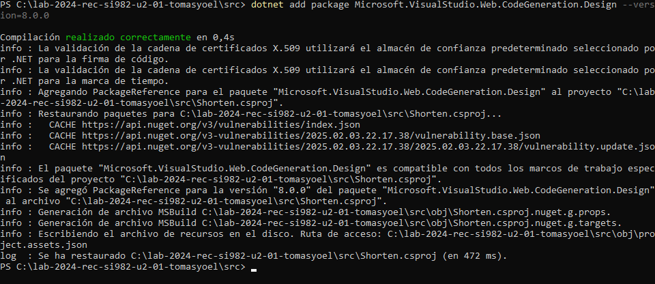 PS C:\lab-2024-rec-si982-u2-01-tomasyoel\src> dotnet add package Microsoft.VisualStudio.Web.CodeGeneration.Design --vers
ion=8.0.0
Compilación realizado correctamente en 0,4s
info : La validación de la cadena de certificados X.509 utilizará el almacén de confianza predeterminado seleccionado po
r .NET para la firma de código.
info : La validación de la cadena de certificados X.509 utilizará el almacén de confianza predeterminado seleccionado po
r .NET para la marca de tiempo.
info : Agregando PackageReference para el paquete "Microsoft.VisualStudio.Web.CodeGeneration.Design" al proyecto "C:\lab
-2024-rec-si982-u2-01-tomasyoel\src\Shorten.csproj".
info : Restaurando paquetes para C:\lab-2024-rec-si982-u2-01-tomasyoel\src\Shorten.csproj...
info :   CACHE https://api.nuget.org/v3/vulnerabilities/index.json
info :   CACHE https://api.nuget.org/v3-vulnerabilities/2025.02.03.22.17.38/vulnerability.base.json
info :   CACHE https://api.nuget.org/v3-vulnerabilities/2025.02.03.22.17.38/2025.02.03.22.17.38/vulnerability.update.jso
n
info : El paquete "Microsoft.VisualStudio.Web.CodeGeneration.Design" es compatible con todos los marcos de trabajo espec
ificados del proyecto "C:\lab-2024-rec-si982-u2-01-tomasyoel\src\Shorten.csproj".
info : Se agregó PackageReference para la versión "8.0.0" del paquete "Microsoft.VisualStudio.Web.CodeGeneration.Design"
 al archivo "C:\lab-2024-rec-si982-u2-01-tomasyoel\src\Shorten.csproj".
info : Generación de archivo MSBuild C:\lab-2024-rec-si982-u2-01-tomasyoel\src\obj\Shorten.csproj.nuget.g.props.
info : Generación de archivo MSBuild C:\lab-2024-rec-si982-u2-01-tomasyoel\src\obj\Shorten.csproj.nuget.g.targets.
info : Escribiendo el archivo de recursos en el disco. Ruta de acceso: C:\lab-2024-rec-si982-u2-01-tomasyoel\src\obj\pro
ject.assets.json
log  : Se ha restaurado C:\lab-2024-rec-si982-u2-01-tomasyoel\src\Shorten.csproj (en 472 ms).
PS C:\lab-2024-rec-si982-u2-01-tomasyoel\src>